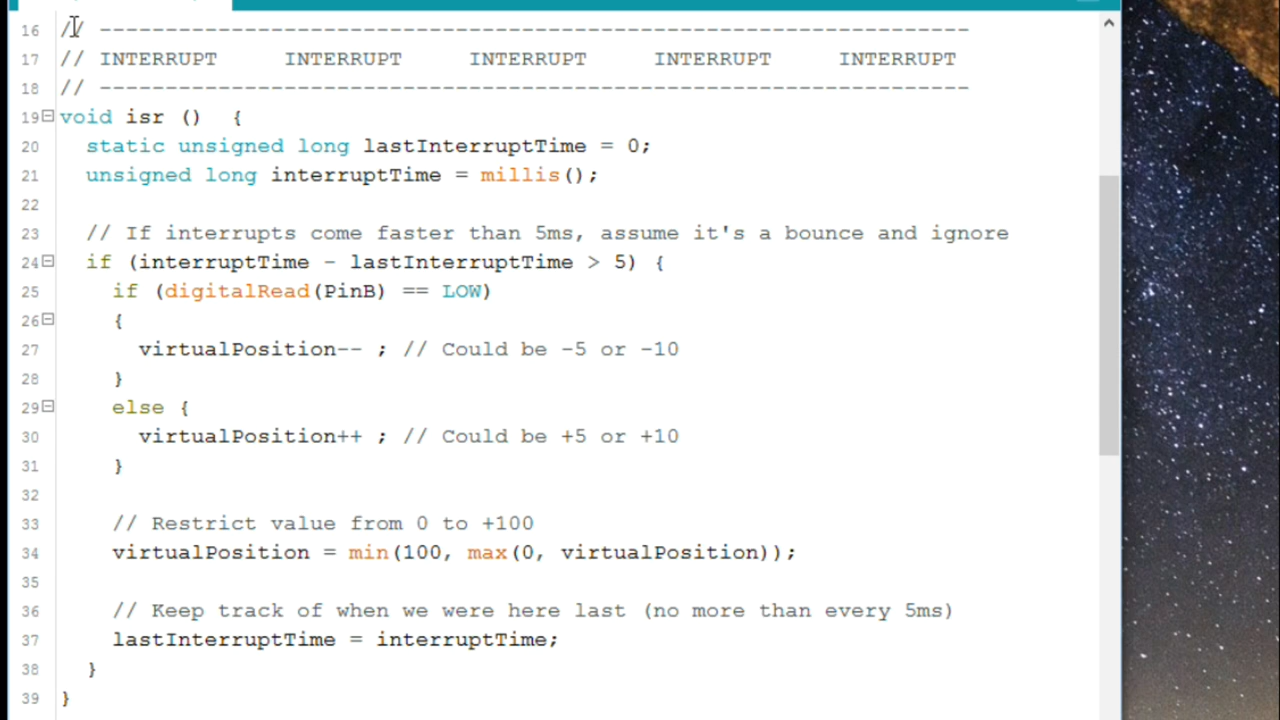 16 // ------------------------------------------------------------------
17 // INTERRUPT     INTERRUPT     INTERRUPT     INTERRUPT     INTERRUPT
18 // ------------------------------------------------------------------
19 void isr ()  {
20   static unsigned long lastInterruptTime = 0;
21   unsigned long interruptTime = millis();
22
23   // If interrupts come faster than 5ms, assume it's a bounce and ignore
24   if (interruptTime - lastInterruptTime > 5) {
25     if (digitalRead(PinB) == LOW)
26     {
27       virtualPosition-- ; // Could be -5 or -10
28     }
29     else {
30       virtualPosition++ ; // Could be +5 or +10
31     }
32
33     // Restrict value from 0 to +100
34     virtualPosition = min(100, max(0, virtualPosition));
35
36     // Keep track of when we were here last (no more than every 5ms)
37     lastInterruptTime = interruptTime;
38   }
39 }